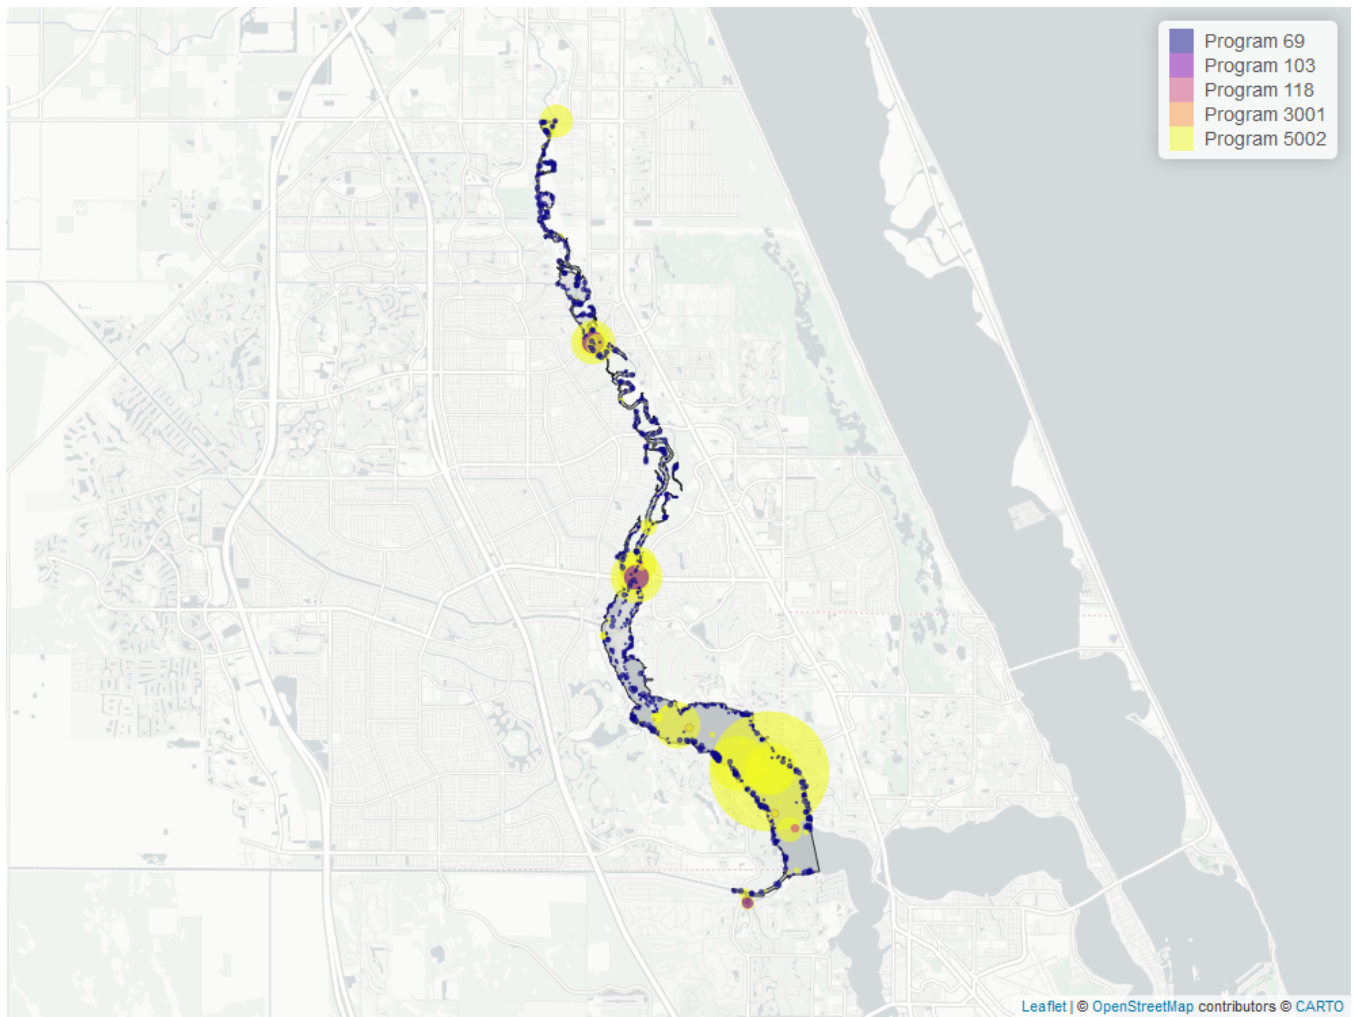 Program 69
Program 103
Program 118
Program 3001
Program 5002
Leaflet | © OpenStreetMap contributors © CARTO